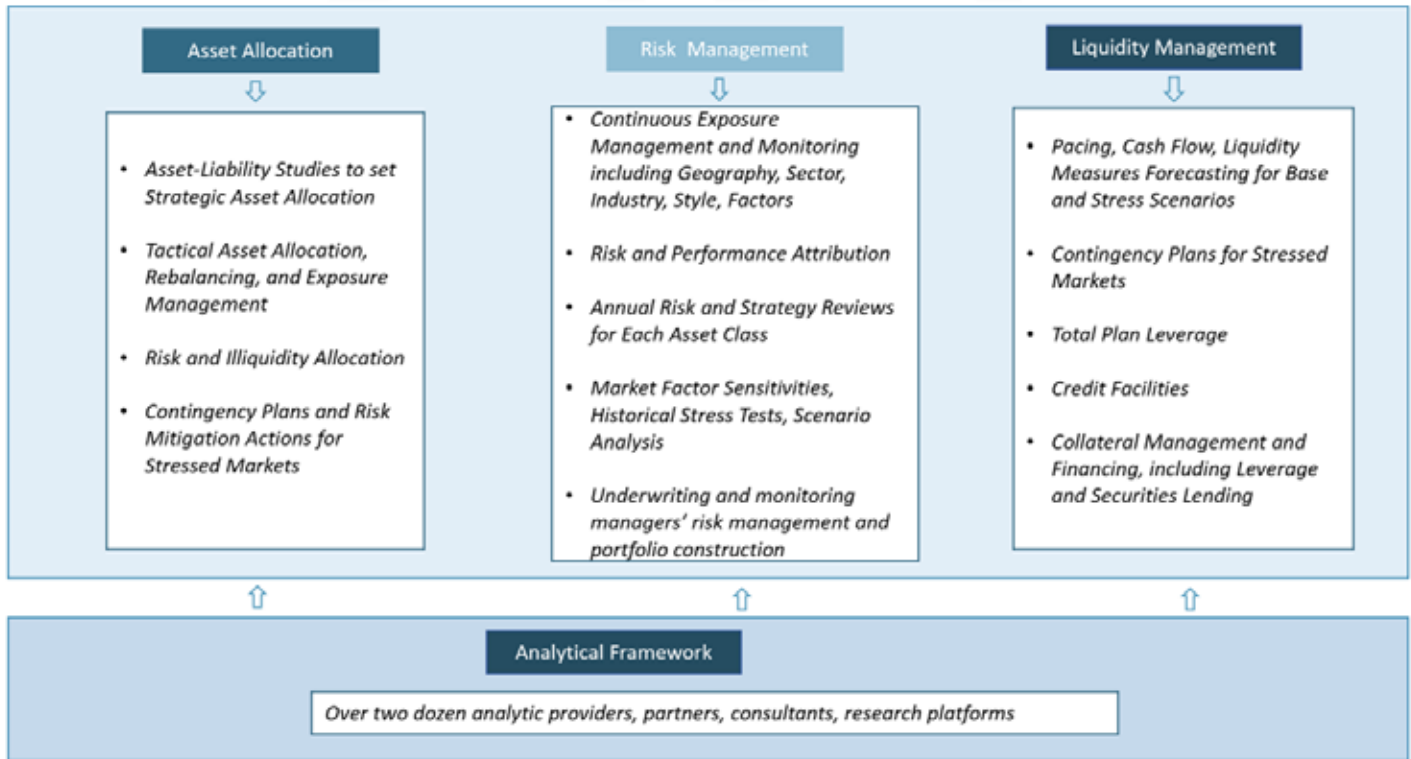 Asset Allocation
• Asset-Liability Studies to set
Strategic Asset Allocation
• Tactical Asset Allocation,
Rebalancing, and Exposure
Management
• Risk and Illiquidity Allocation
• Contingency Plans and Risk
Mitigation Actions for
Stressed Markets
Risk Management
• Continuous Exposure
Management and Monitoring
including Geography, Sector,
Industry, Style, Factors
• Risk and Performance Attribution
• Annual Risk and Strategy Reviews
for Each Asset Class
• Market Factor Sensitivities,
Historical Stress Tests, Scenario
Analysis
• Underwriting and monitoring
managers’ risk management and
portfolio construction
Liquidity Management
• Pacing, Cash Flow, Liquidity
Measures Forecasting for Base
and Stress Scenarios
• Contingency Plans for Stressed
Markets
• Total Plan Leverage
• Credit Facilities
• Collateral Management and
Financing, including Leverage
and Securities Lending
Analytical Framework
Over two dozen analytic providers, partners, consultants, research platforms